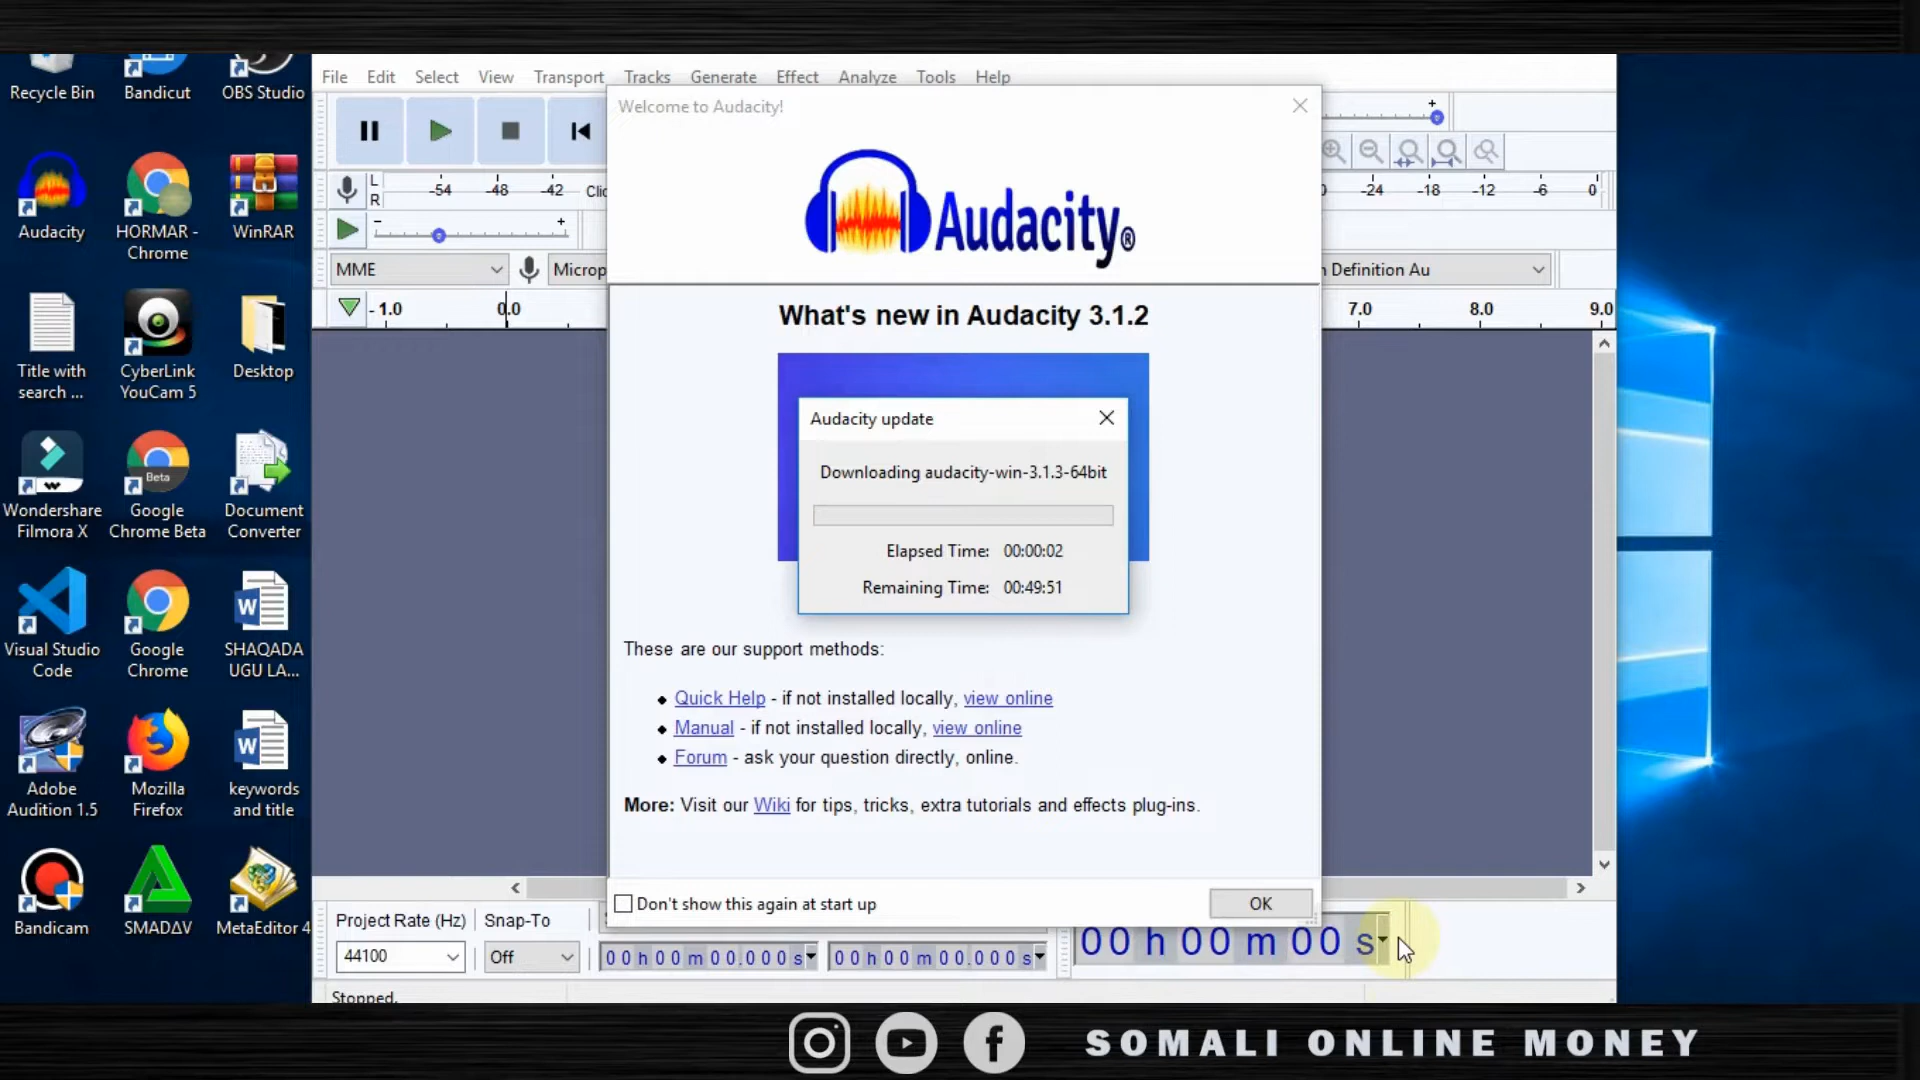 Recycle Bin
Bandicut
OBS Studio
Audacity
HORMAR -
Chrome
WinRAR
Title with
search ...
CyberLink
YouCam 5
Desktop
Wondershare
Filmora X
Beta
Google
Chrome Beta
Document
Converter
Visual Studio
Code
Google
Chrome
SHAQADA
UGU LA...
Adobe
Audition 1.5
Mozilla
Firefox
keywords
and title
Bandicam
SMADΔV
MetaEditor 4
File Edit Select View Transport Tracks Generate Effect Analyze Tools Help
L
R
-54 -48 -42 Clic
-24 -18 -12 -6 0
- +
MME
Microp
n Definition Au
-1.0 0.0 7.0 8.0 9.0
Welcome to Audacity!
Audacity®
What's new in Audacity 3.1.2
Audacity update
Downloading audacity-win-3.1.3-64bit
Elapsed Time: 00:00:02
Remaining Time: 00:49:51
These are our support methods:
Quick Help - if not installed locally, view online
Manual - if not installed locally, view online
Forum - ask your question directly, online.
More: Visit our Wiki for tips, tricks, extra tutorials and effects plug-ins.
Don't show this again at start up
OK
Project Rate (Hz) Snap-To
44100 Off 00 h 00 m 00.000 s 00 h 00 m 00.000 s
00 h 00 m 00 s
Stopped.
SOMALI ONLINE MONEY